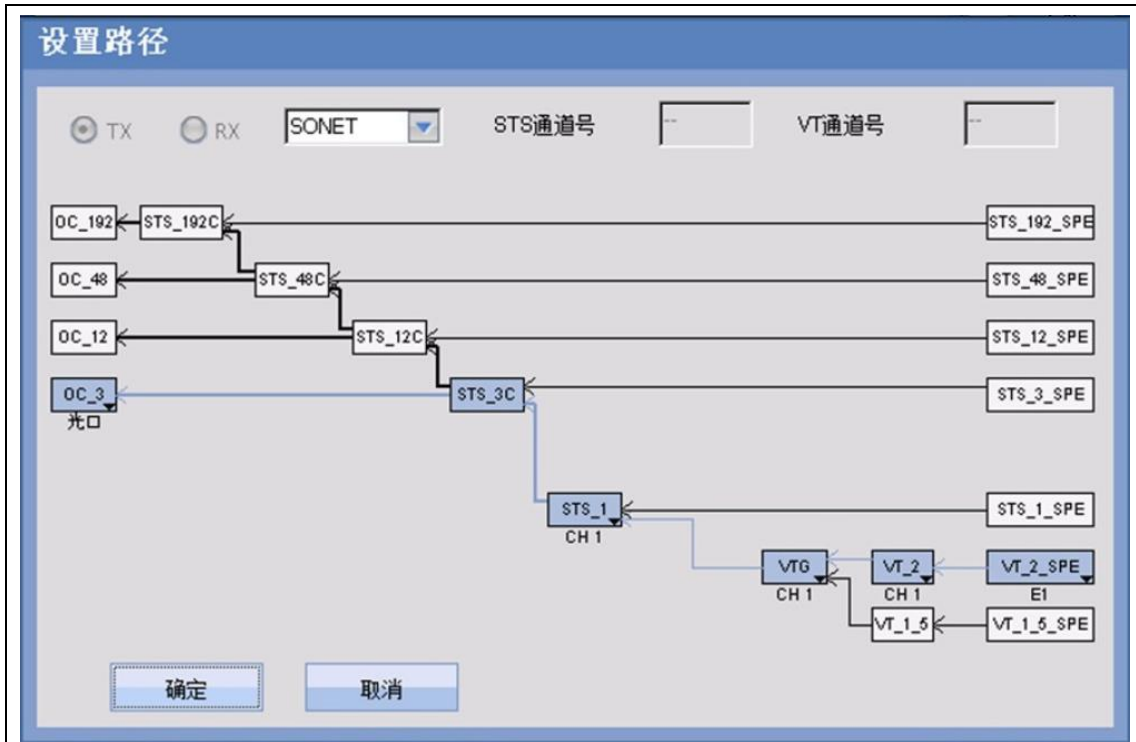 设置路径
TX RX SONET STS通道号 -- VT通道号 --
OC_192 STS_192C STS_192_SPE
OC_48 STS_48C STS_48_SPE
OC_12 STS_12C STS_12_SPE
OC_3 STS_3C STS_3_SPE
光口
STS_1 STS_1_SPE
CH 1
VTG VT_2 VT_2_SPE
CH 1 CH 1 E1
VT_1_5 VT_1_5_SPE
确定 取消